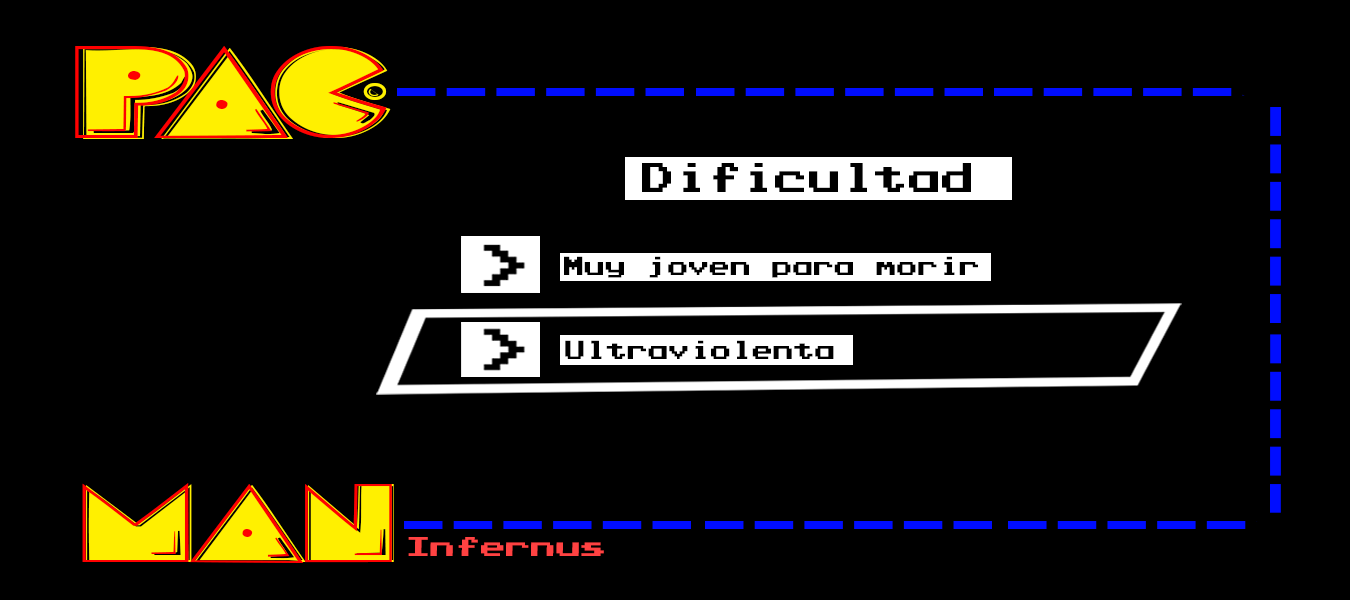 PAC
Dificultad
> Muy joven para morir
> Ultraviolenta
MAN
Infernus